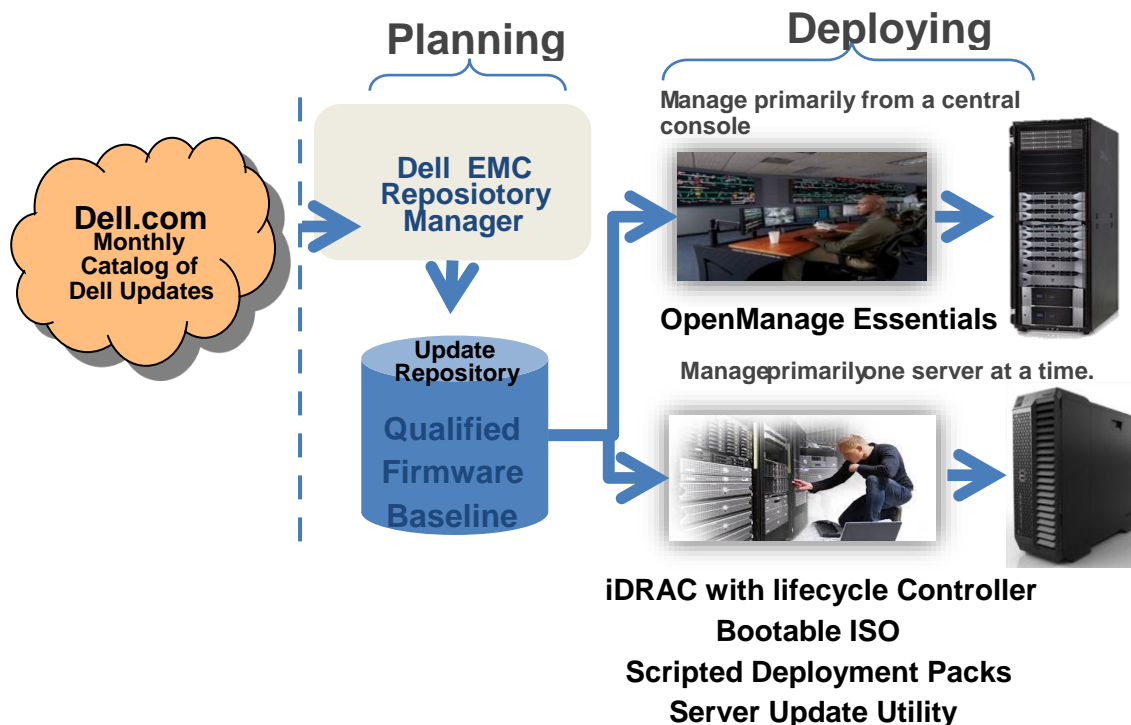 Planning
Deploying
Dell.com
Monthly
Catalog of
Dell Updates
Dell EMC
Reposiotory
Manager
Update
Repository
Qualified
Firmware
Baseline
Manage primarily from a central
console
OpenManage Essentials
Manageprimarilyone server at a time.
iDRAC with lifecycle Controller
Bootable ISO
Scripted Deployment Packs
Server Update Utility